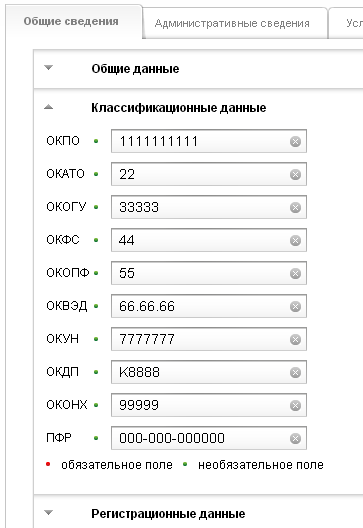 Общие сведения Административные сведения Усл
Общие данные
Классификационные данные
ОКПО 1111111111
ОКАТО 22
ОКОГУ 33333
ОКФС 44
ОКОПФ 55
ОКВЭД 66.66.66
ОКУН 7777777
ОКДП K8888
ОКОНХ 99999
ПФР 000-000-000000
обязательное поле необязательное поле
Регистрационные данные